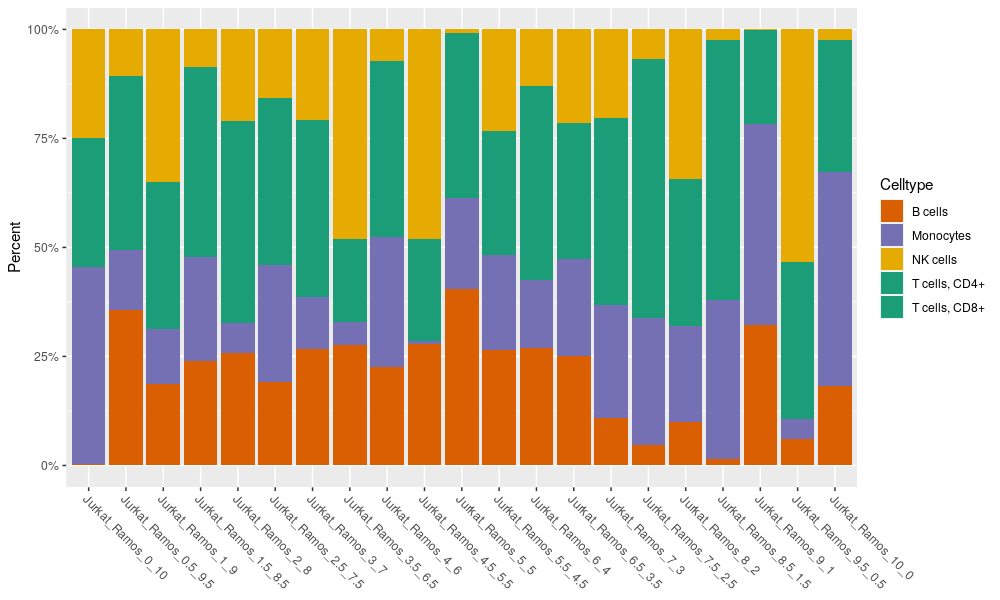 100%
75%
50%
25%
0%
Percent
Jurkat_Ramos_0_10
Jurkat_Ramos_0.5_9.5
Jurkat_Ramos_1_9
Jurkat_Ramos_1.5_8.5
Jurkat_Ramos_2_8
Jurkat_Ramos_2.5_7.5
Jurkat_Ramos_3_7
Jurkat_Ramos_3.5_6.5
Jurkat_Ramos_4_6
Jurkat_Ramos_4.5_5.5
Jurkat_Ramos_5_5
Jurkat_Ramos_5.5_4.5
Jurkat_Ramos_6_4
Jurkat_Ramos_6.5_3.5
Jurkat_Ramos_7_3
Jurkat_Ramos_7.5_2.5
Jurkat_Ramos_8_2
Jurkat_Ramos_8.5_1.5
Jurkat_Ramos_9_1
Jurkat_Ramos_9.5_0.5
Jurkat_Ramos_10_0
Celltype
B cells
Monocytes
NK cells
T cells, CD4+
T cells, CD8+